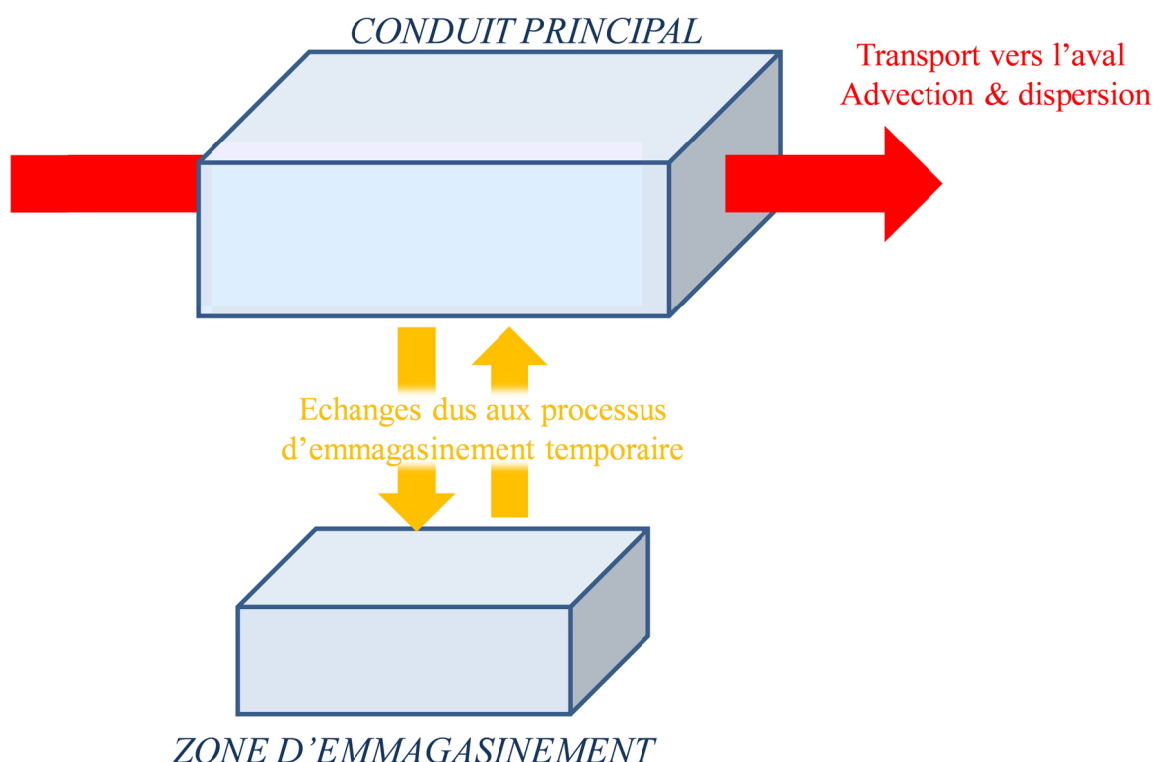 CONDUIT PRINCIPAL
Transport vers l’aval
Advection & dispersion
Echanges dus aux processus
d’emmagasinement temporaire
ZONE D’EMMAGASINEMENT